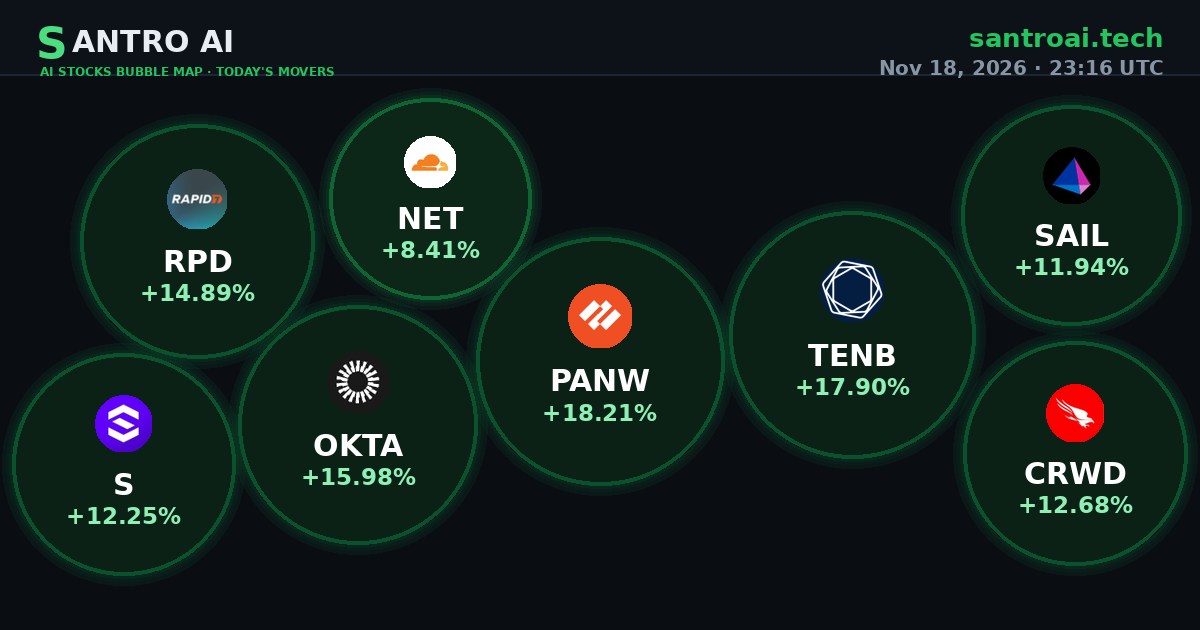 SANTRO AI
AI STOCKS BUBBLE MAP · TODAY'S MOVERS
santroai.tech
Nov 18, 2026 · 23:16 UTC
RAPID7
RPD
+14.89%
NET
+8.41%
SAIL
+11.94%
PANW
+18.21%
TENB
+17.90%
OKTA
+15.98%
S
+12.25%
CRWD
+12.68%